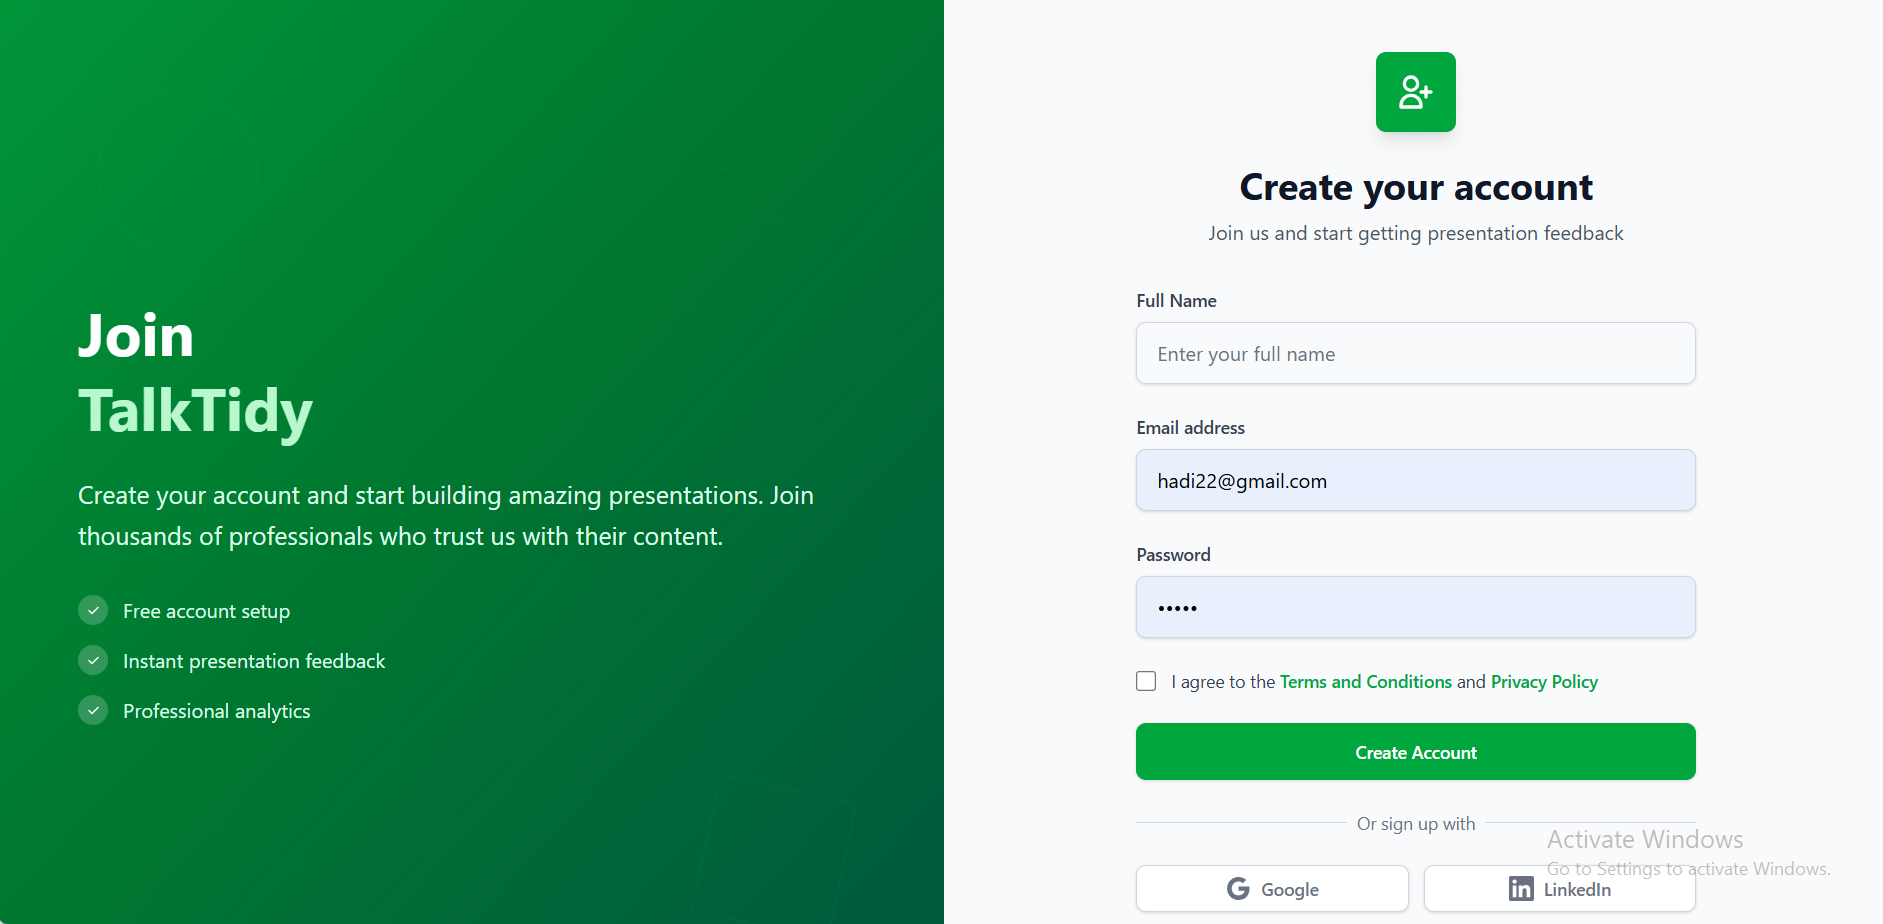 Join
TalkTidy
Create your account and start building amazing presentations. Join
thousands of professionals who trust us with their content.
Free account setup
Instant presentation feedback
Professional analytics
Create your account
Join us and start getting presentation feedback
Full Name
Enter your full name
Email address
hadi22@gmail.com
Password
•••••
I agree to the Terms and Conditions and Privacy Policy
Create Account
Or sign up with
Google
LinkedIn
Activate Windows
Go to Settings to activate Windows.